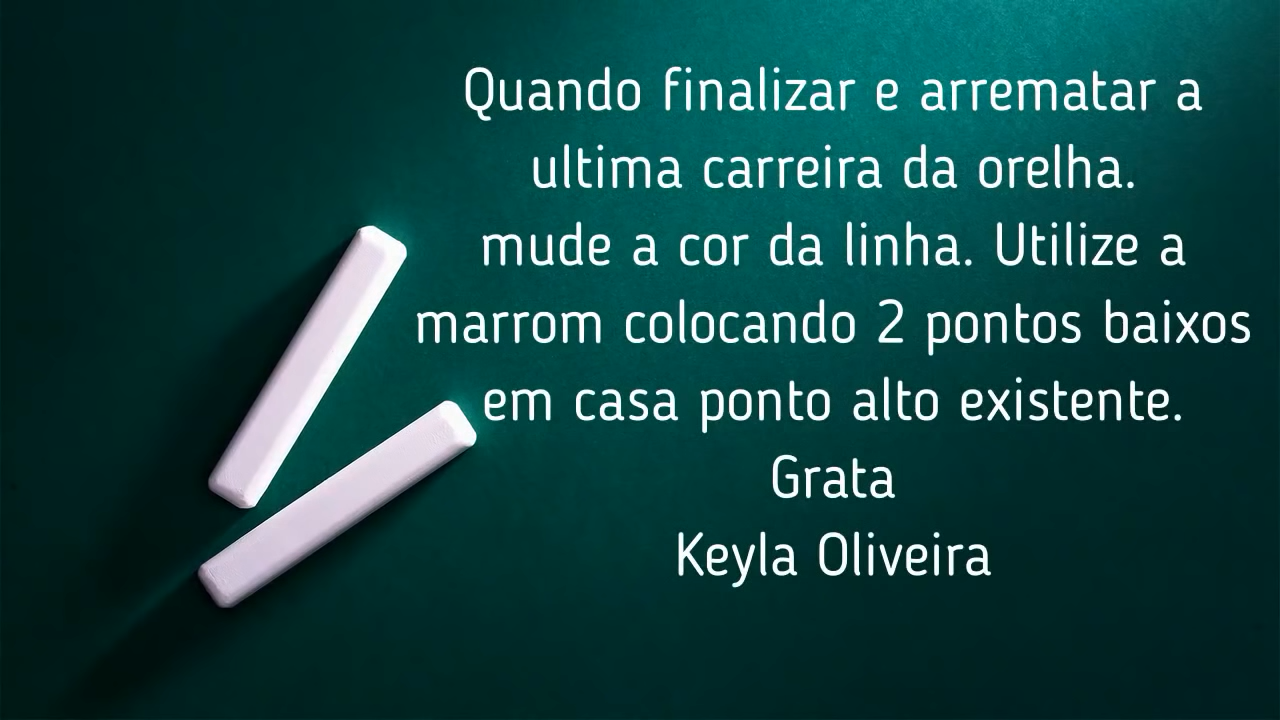 Quando finalizar e arrematar a
ultima carreira da orelha.
mude a cor da linha. Utilize a
marrom colocando 2 pontos baixos
em casa ponto alto existente.
Grata
Keyla Oliveira